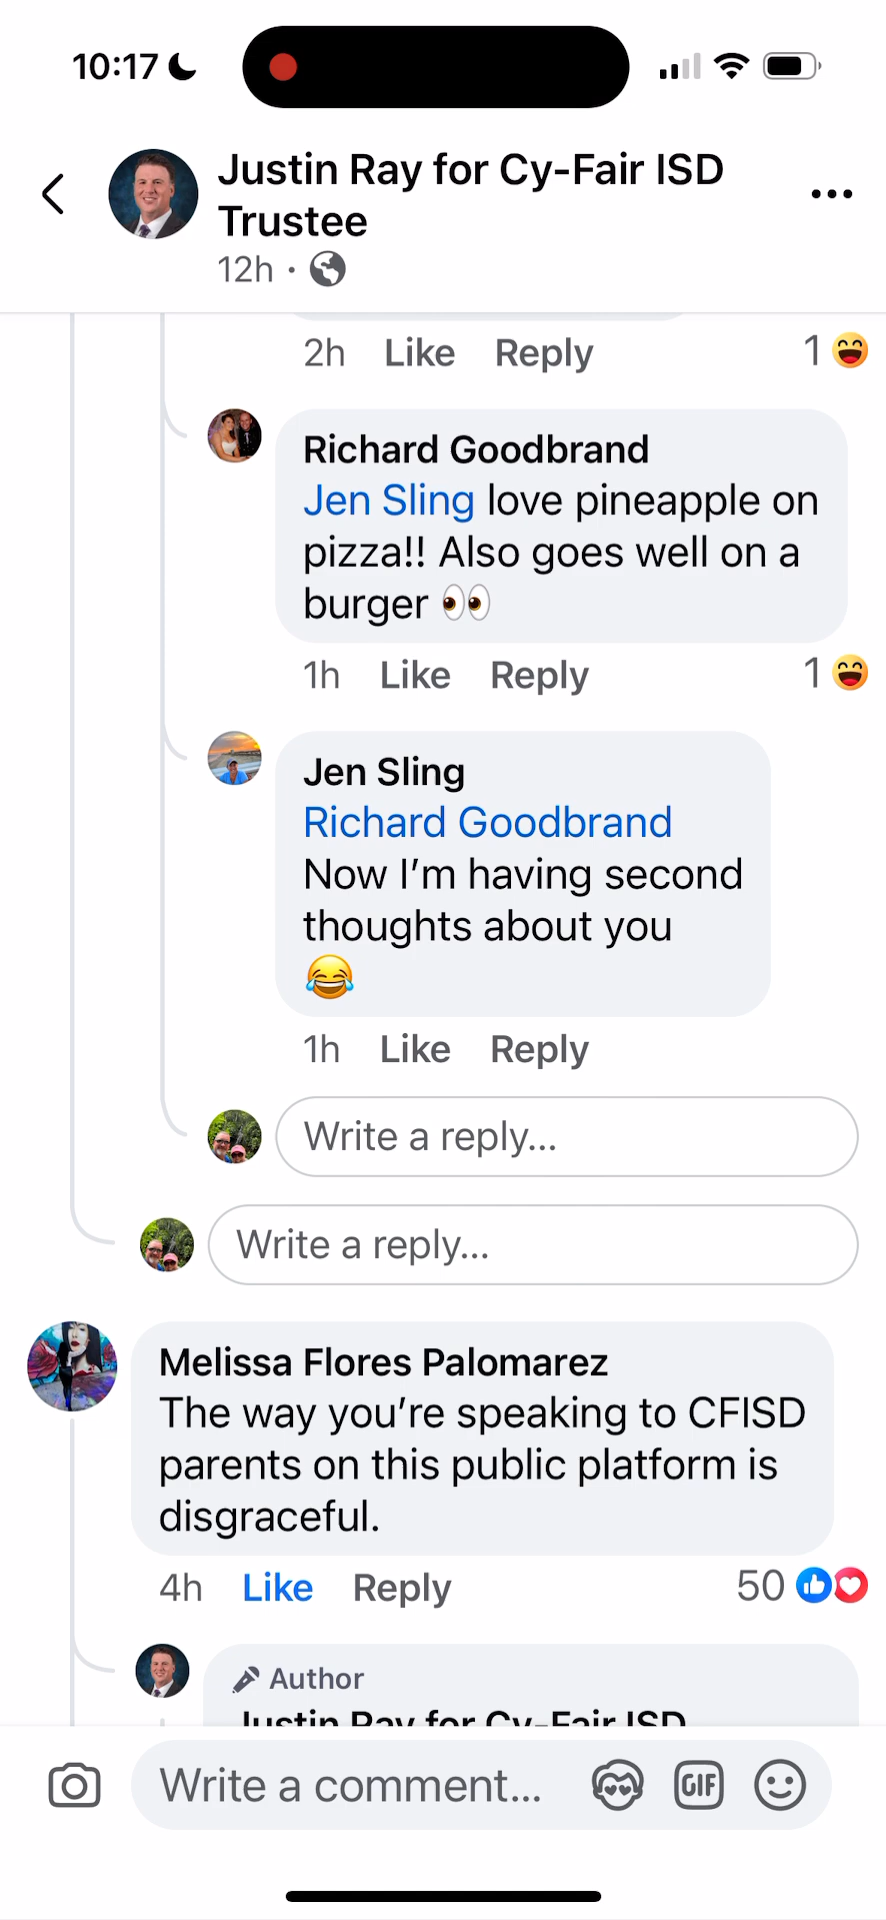 10:17
Justin Ray for Cy-Fair ISD
Trustee
12h ·
2h Like Reply 1
Richard Goodbrand
Jen Sling love pineapple on
pizza!! Also goes well on a
burger 👀
1h Like Reply 1
Jen Sling
Richard Goodbrand
Now I’m having second
thoughts about you
😂
1h Like Reply
Write a reply...
Write a reply...
Melissa Flores Palomarez
The way you’re speaking to CFISD
parents on this public platform is
disgraceful.
4h Like Reply 50
Author
Justin Ray for Cy-Fair ISD
Write a comment...
GIF